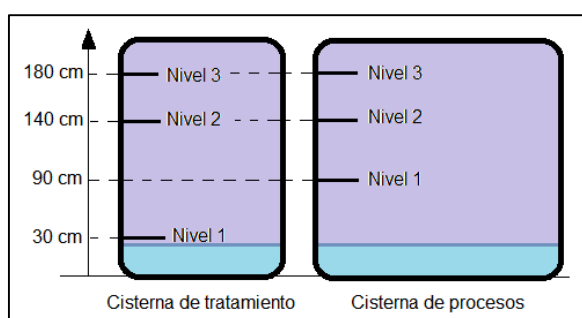 180 cm Nivel 3 Nivel 3
140 cm Nivel 2 Nivel 2
90 cm Nivel 1
30 cm Nivel 1
Cisterna de tratamiento Cisterna de procesos